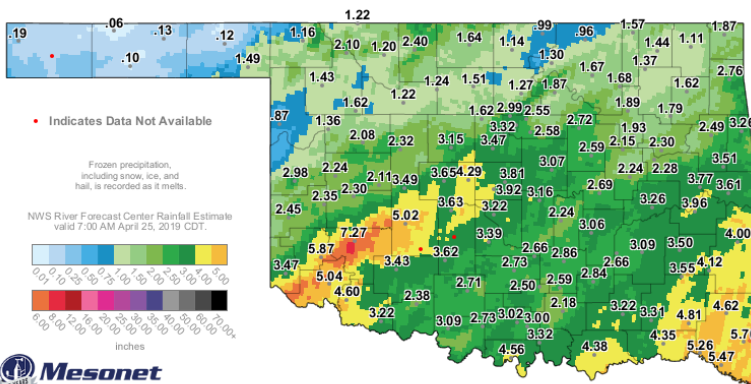 1.22
.06 .99 1.57 1.87
.19 .13 .12 1.16 2.10 1.20 2.40 1.64 1.14 .96 1.44 1.11
.10 1.49 1.30 1.37
1.43 1.24 1.51 1.27 1.87 1.67 1.68 1.62 2.76
1.62 1.22 1.62 2.99 2.55 1.89 1.79
.87 1.36 3.32 2.72 1.93 2.49 3.26
Indicates Data Not Available
2.08 2.32 3.15 3.47 2.58 2.59 2.15 2.30
Frozen precipitation,
including snow, ice, and
hail, is recorded as it melts.
2.98 2.24 2.11 3.49 3.65 4.29 3.81 3.07 2.24 2.28 3.51
2.35 2.30 3.92 3.16 2.69 3.77 3.61
2.45 3.63 3.22 3.26 3.96
NWS River Forecast Center Rainfall Estimate
valid 7:00 AM April 25, 2019 CDT.
5.02 2.24 3.06
7.27 3.39 4.00
5.87 3.62 2.66 2.86 3.09 3.50
3.47 3.43 2.73 2.66 3.55 4.12
0.0 0.10 0.25 0.50 0.75 1.00 1.50 2.00 2.50 3.00 4.00 5.00
5.04 2.71 2.50 2.59 2.84
4.60 2.38 2.18 3.22 3.31 4.62
3.22 3.09 2.73 3.02 3.00 4.81
6.00 8.00 12.00 16.00 20.00 25.00 30.00 35.00 40.00 50.00 60.00 70.00+
3.32 4.35
inches
4.56 4.38 5.26 5.47
Mesonet